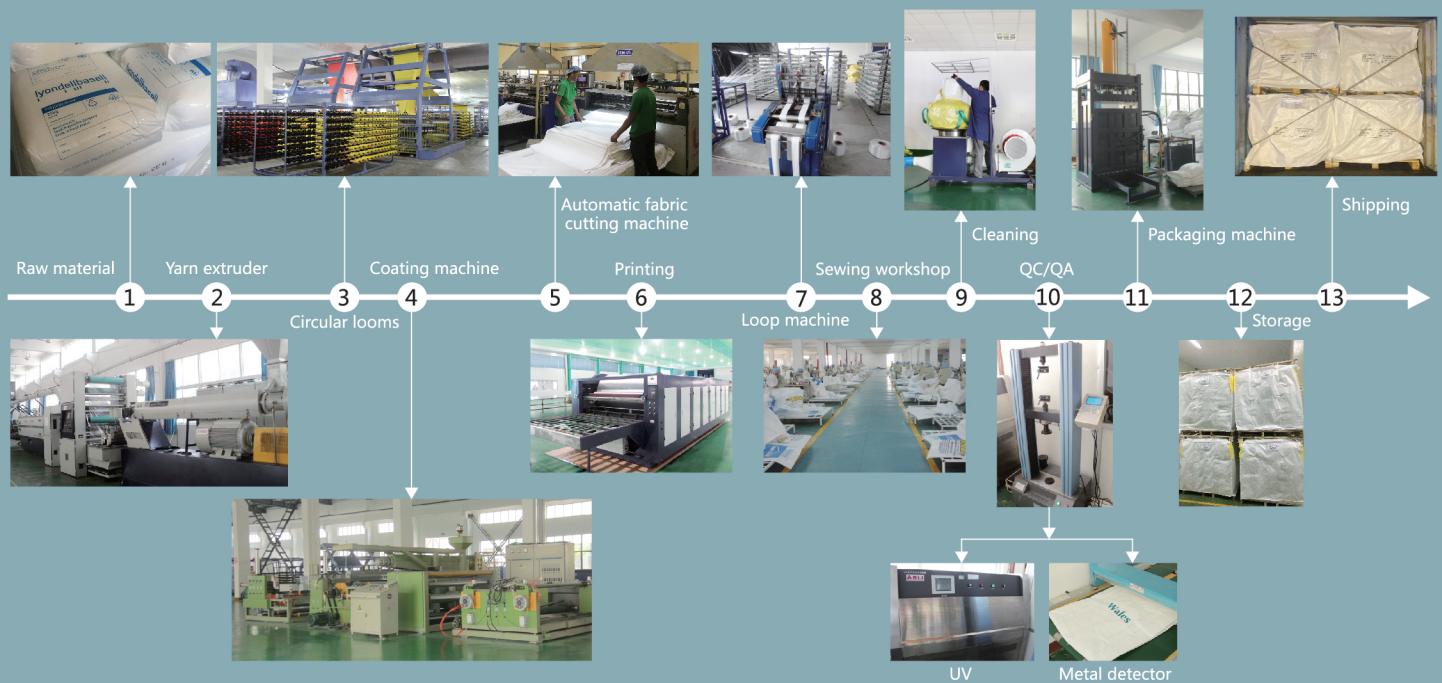 lyondellbasell
Automatic fabric
cutting machine
Cleaning
Packaging machine
Shipping
Raw material
Yarn extruder
Coating machine
Printing
Sewing workshop
QC/QA
1
2
3
4
5
6
7
8
9
10
11
12
13
Circular looms
Loop machine
Storage
Wales
UV
Metal detector